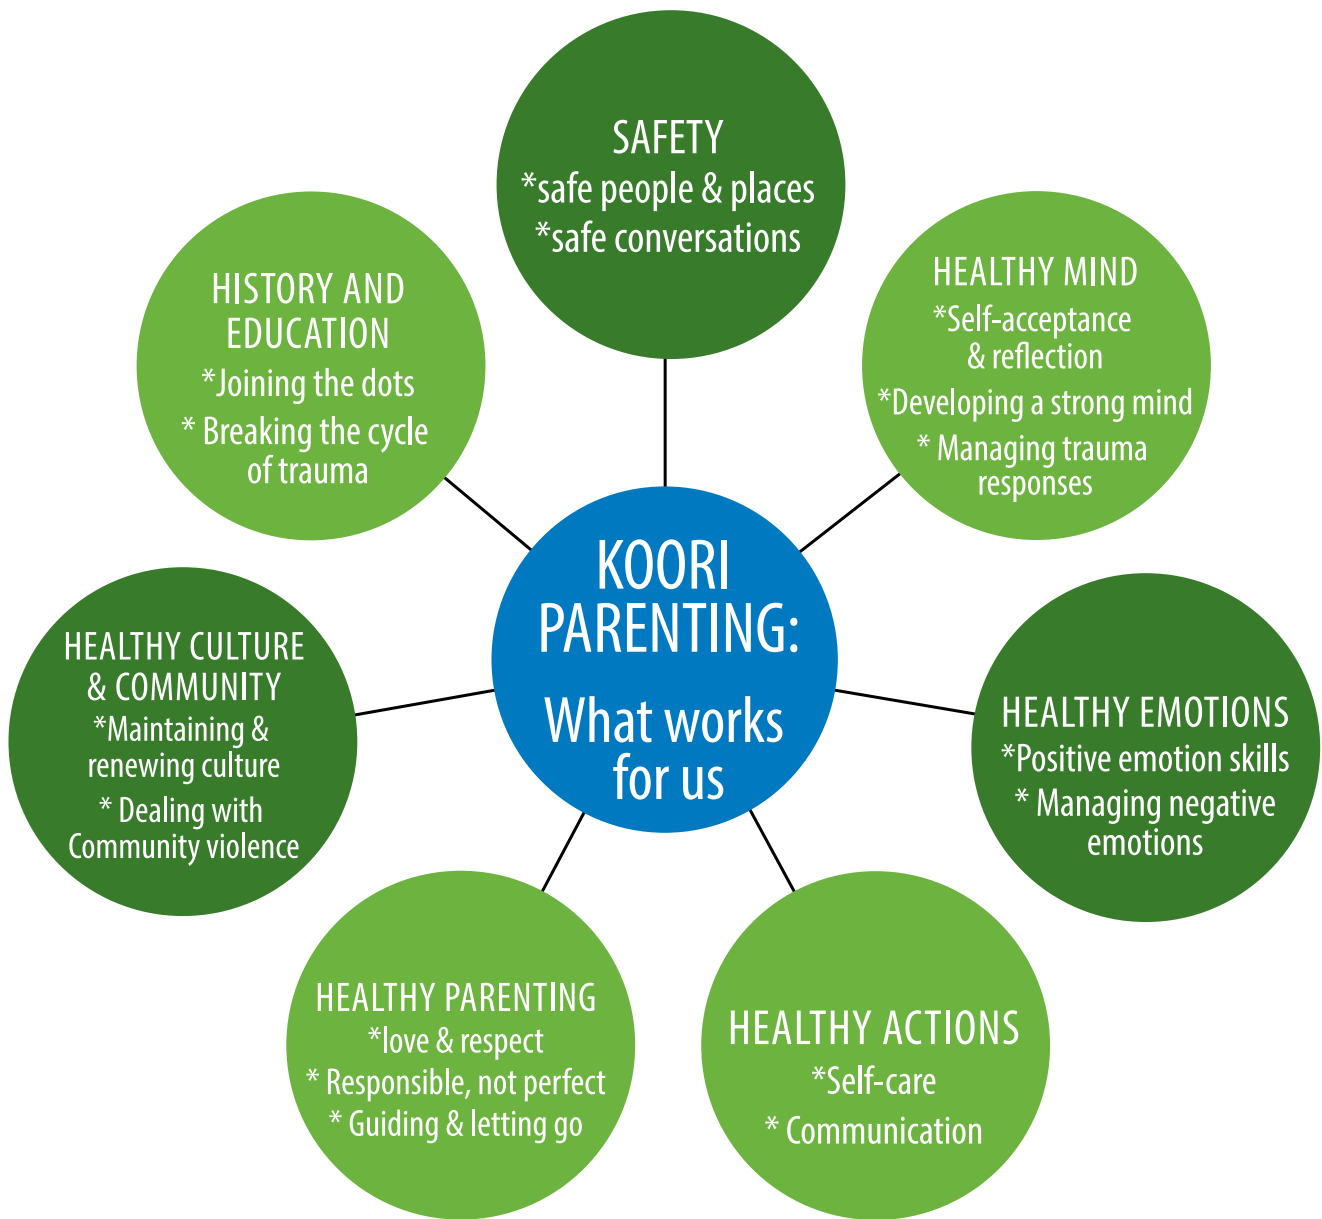 SAFETY
*safe people & places
*safe conversations
HEALTHY MIND
*Self-acceptance
& reflection
*Developing a strong mind
* Managing trauma
responses
HEALTHY EMOTIONS
*Positive emotion skills
* Managing negative
emotions
HEALTHY ACTIONS
*Self-care
* Communication
HEALTHY PARENTING
*love & respect
* Responsible, not perfect
* Guiding & letting go
HEALTHY CULTURE
& COMMUNITY
*Maintaining &
renewing culture
* Dealing with
Community violence
HISTORY AND
EDUCATION
*Joining the dots
* Breaking the cycle
of trauma
KOORI
PARENTING:
What works
for us